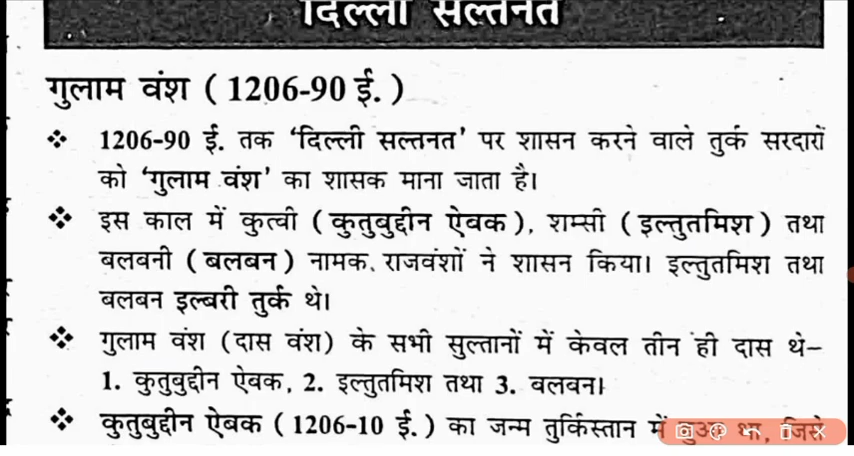 दिल्ली सल्तनत
गुलाम वंश ( 1206-90 ई. )
❖ 1206-90 ई. तक 'दिल्ली सल्तनत' पर शासन करने वाले तुर्क सरदारों
को 'गुलाम वंश' का शासक माना जाता है।
❖ इस काल में कुत्वी ( कुतुबुद्दीन ऐबक ), शम्सी ( इल्तुतमिश ) तथा
बलबनी ( बलबन ) नामक. राजवंशों ने शासन किया। इल्तुतमिश तथा
बलबन इल्बरी तुर्क थे।
❖ गुलाम वंश (दास वंश) के सभी सुल्तानों में केवल तीन ही दास थे–
1. कुतुबुद्दीन ऐबक, 2. इल्तुतमिश तथा 3. बलबन।
❖ कुतुबुद्दीन ऐबक ( 1206-10 ई. ) का जन्म तुर्किस्तान में था, जिसे